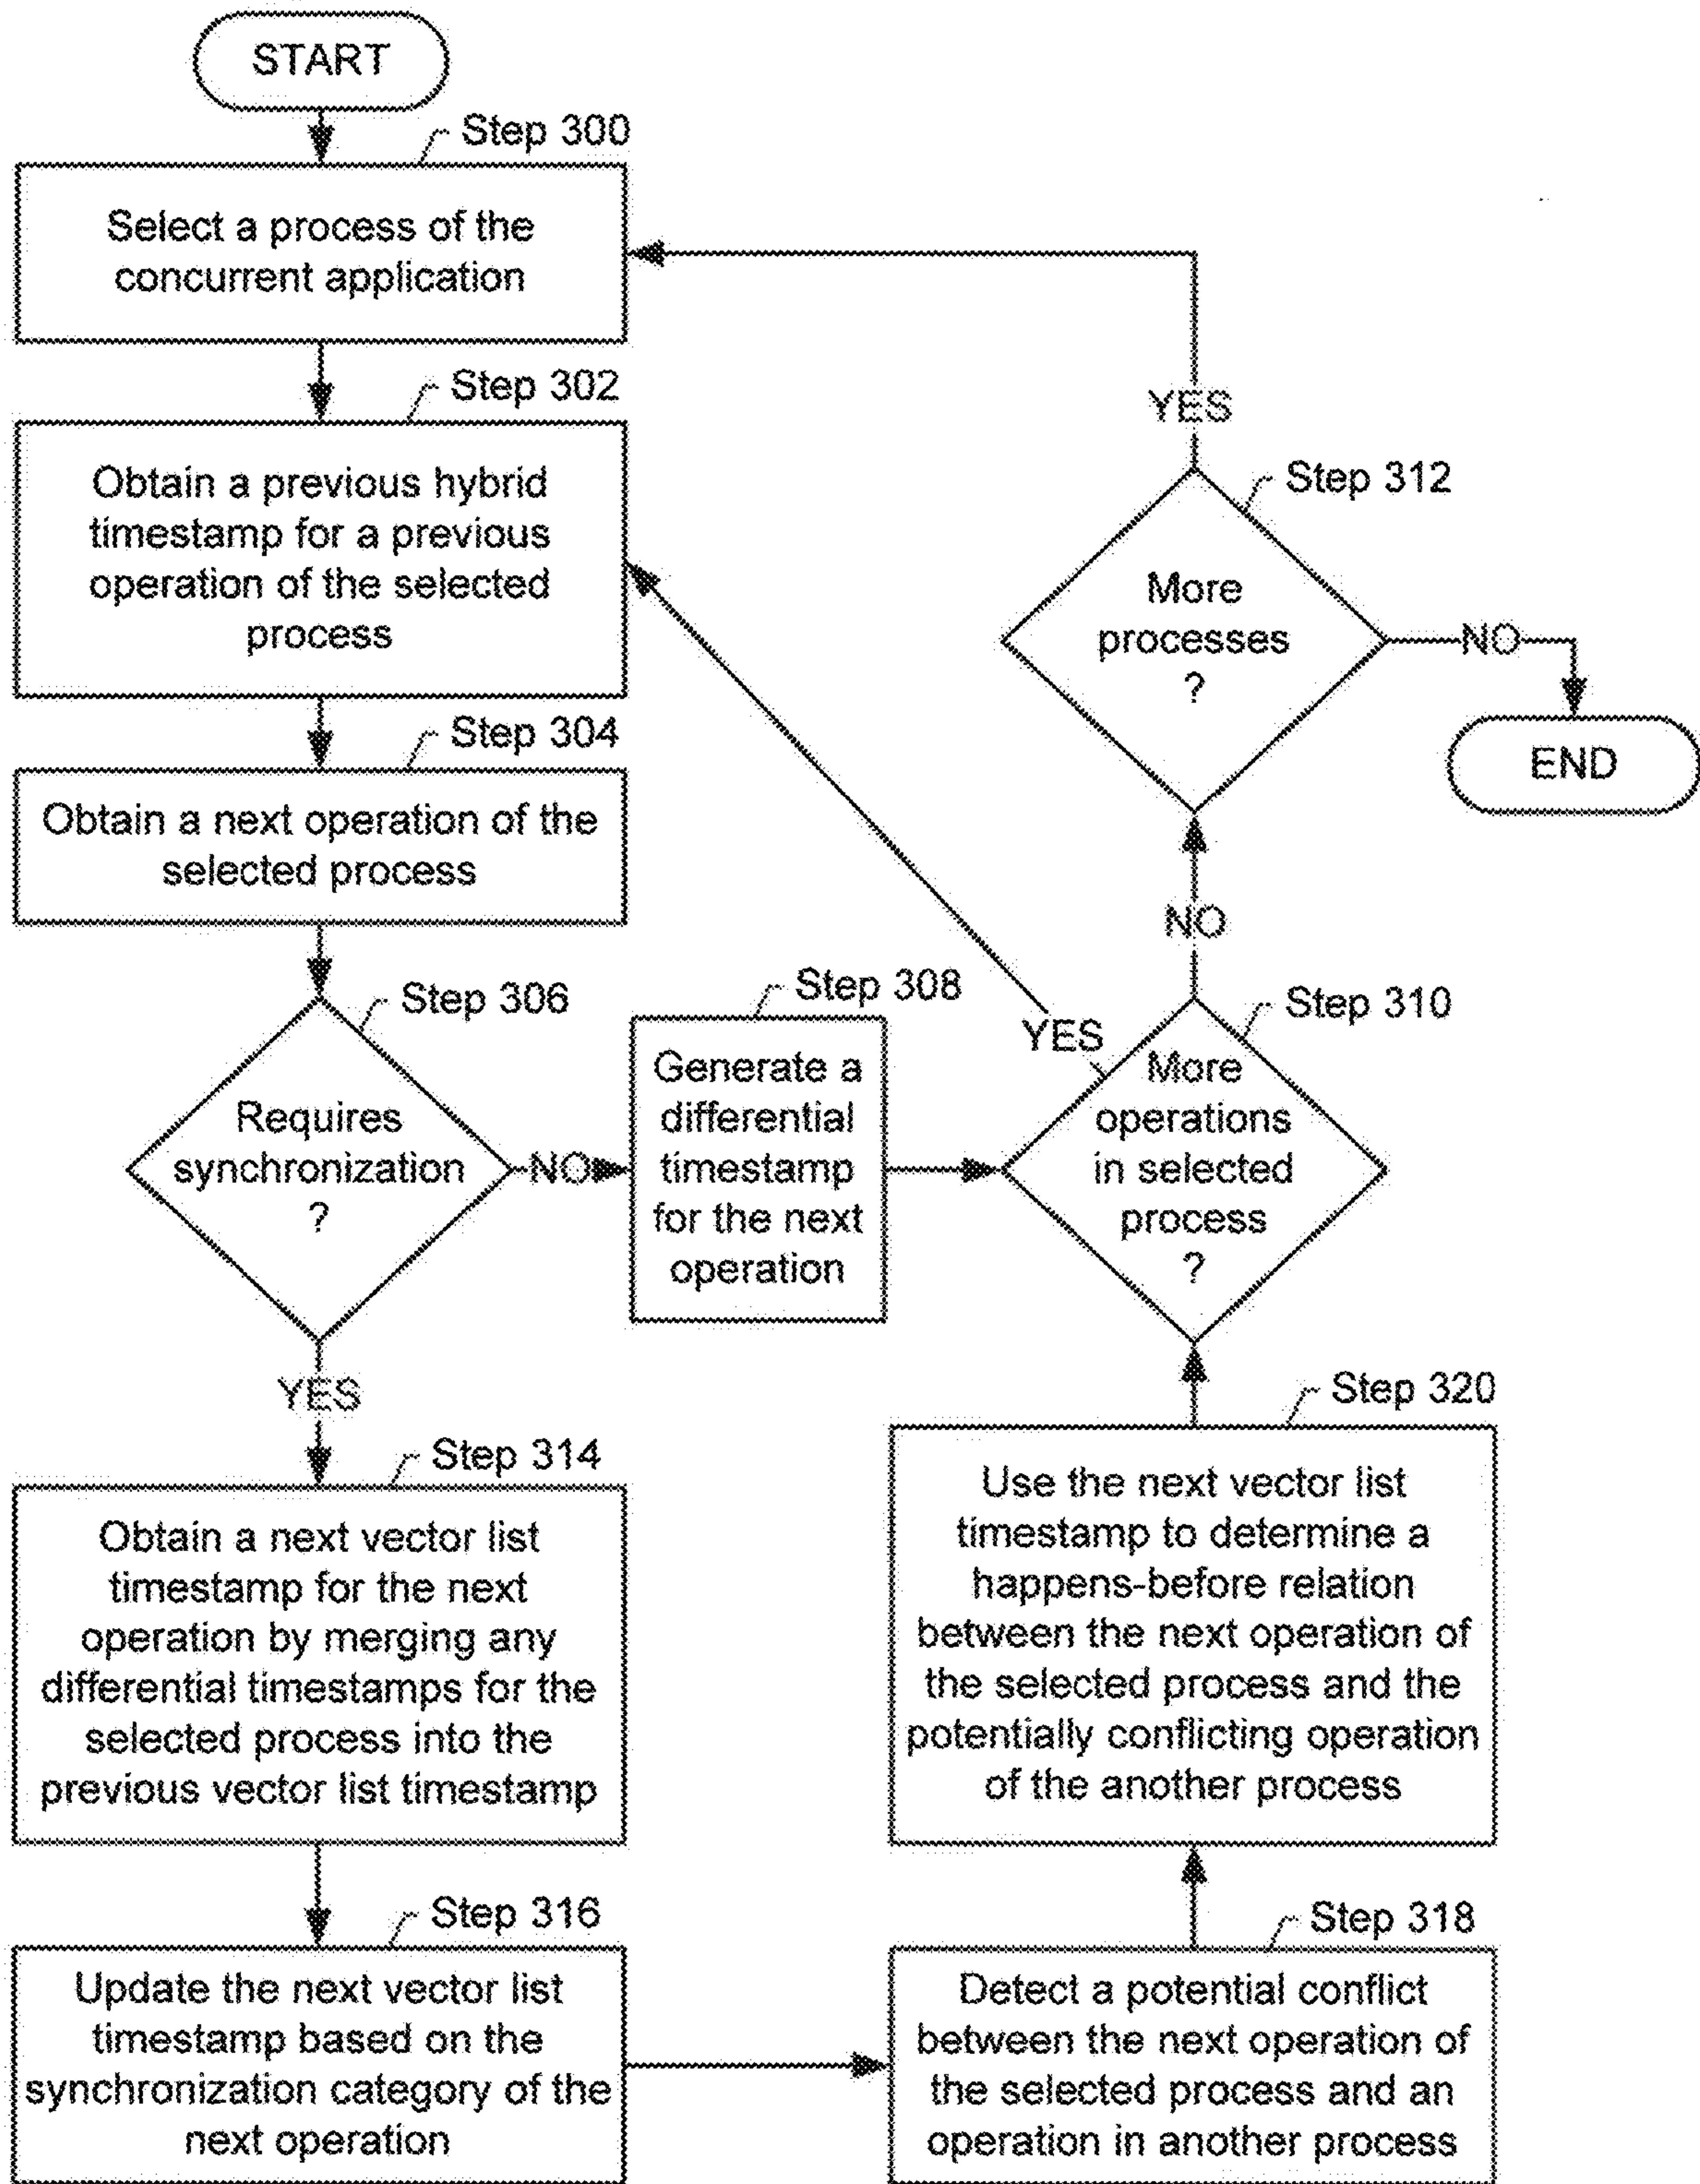 START
Step 300
Select a process of the
concurrent application
Step 302
Obtain a previous hybrid
timestamp for a previous
operation of the selected
process
Step 304
Obtain a next operation of the
selected process
Step 306
Requires
synchronization
?
NO
YES
Step 308
Generate a
differential
timestamp
for the next
operation
Step 310
More
operations
in selected
process
?
YES
NO
Step 312
More
processes
?
YES
NO
END
Step 314
Obtain a next vector list
timestamp for the next
operation by merging any
differential timestamps for the
selected process into the
previous vector list timestamp
Step 316
Update the next vector list
timestamp based on the
synchronization category of the
next operation
Step 318
Detect a potential conflict
between the next operation of
the selected process and an
operation in another process
Step 320
Use the next vector list
timestamp to determine a
happens-before relation
between the next operation of
the selected process and the
potentially conflicting operation
of the another process